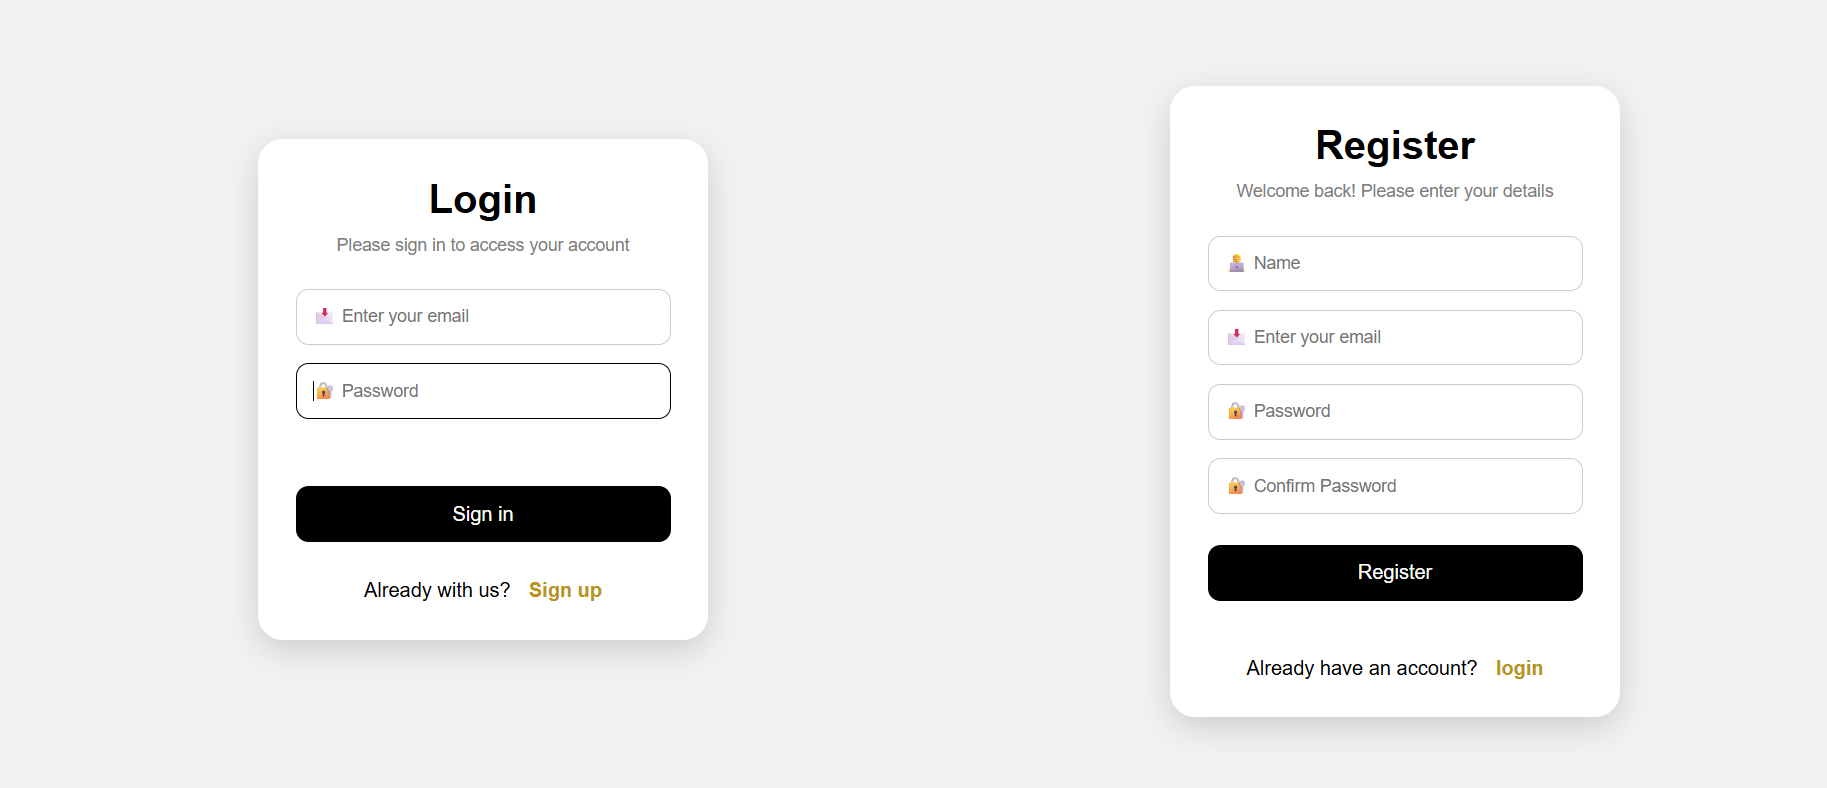 Login
Please sign in to access your account
Enter your email
Password
Sign in
Already with us? Sign up
Register
Welcome back! Please enter your details
Name
Enter your email
Password
Confirm Password
Register
Already have an account? login